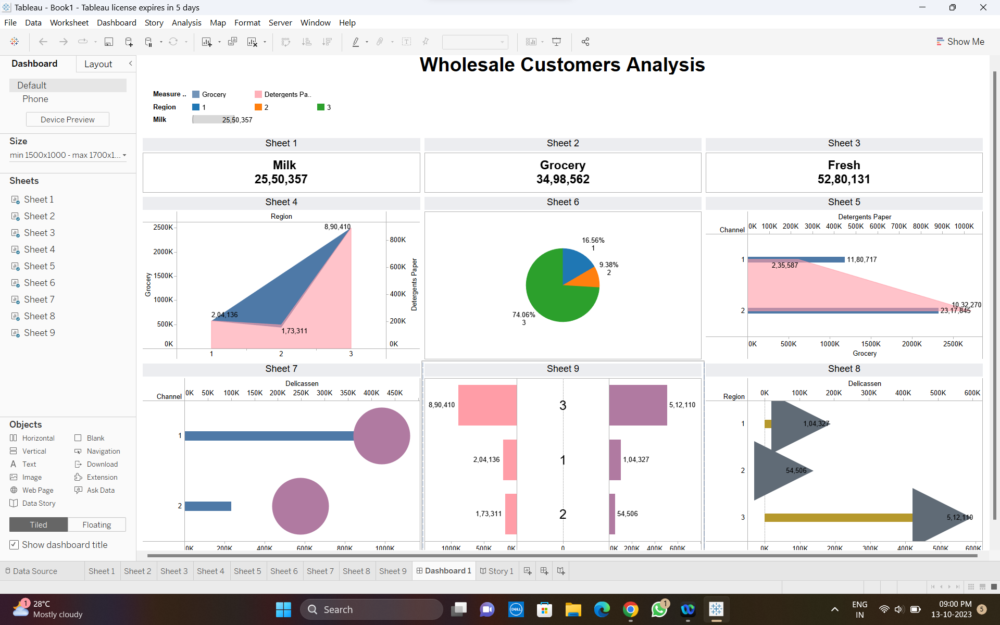 Tableau - Book1 - Tableau license expires in 5 days
File Data Worksheet Dashboard Story Analysis Map Format Server Window Help
Show Me
Dashboard Layout
Default
Phone
Device Preview
Size
min 1500x1000 - max 1700x1...
Sheets
Sheet 1
Sheet 2
Sheet 3
Sheet 4
Sheet 5
Sheet 6
Sheet 7
Sheet 8
Sheet 9
Objects
Horizontal Blank
Vertical Navigation
Text Download
Image Extension
Web Page Ask Data
Data Story
Tiled Floating
Show dashboard title
Wholesale Customers Analysis
Measure .. Grocery Detergents Pa..
Region 1 2 3
Milk 25,50,357
Sheet 1
Milk
25,50,357
Sheet 2
Grocery
34,98,562
Sheet 3
Fresh
52,80,131
Sheet 4
Region
2500K
2000K
1500K
1000K
500K
0K
Grocery
8,90,410
2,04,136
1,73,311
800K
600K
400K
200K
0K
Detergents Paper
1 2 3
Sheet 6
16.56%
1
9.38%
2
74.06%
3
Sheet 5
Detergents Paper
Channel 0K 100K 200K 300K 400K 500K 600K 700K 800K 900K 1000K
1 11,80,717
2,35,587
10,32,270
2 23,17,845
0K 500K 1000K 1500K 2000K 2500K
Grocery
Sheet 7
Delicassen
Channel 0K 50K 100K 150K 200K 250K 300K 350K 400K 450K
1
2
0K 200K 400K 600K 800K 1000K
Sheet 9
8,90,410 3 5,12,110
2,04,136 1 1,04,327
1,73,311 2 54,506
1000K 500K 0K 0 0K 200K 400K 600K
Sheet 8
Delicassen
Region 0K 100K 200K 300K 400K 500K 600K
1 1,04,327
2 54,506
3 5,12,110
0K 100K 200K 300K 400K 500K 600K
Data Source Sheet 1 Sheet 2 Sheet 3 Sheet 4 Sheet 5 Sheet 6 Sheet 7 Sheet 8 Sheet 9 Dashboard 1 Story 1
1
28°C
Mostly cloudy
Search
DELL
1
ENG
IN
09:00 PM
13-10-2023
5